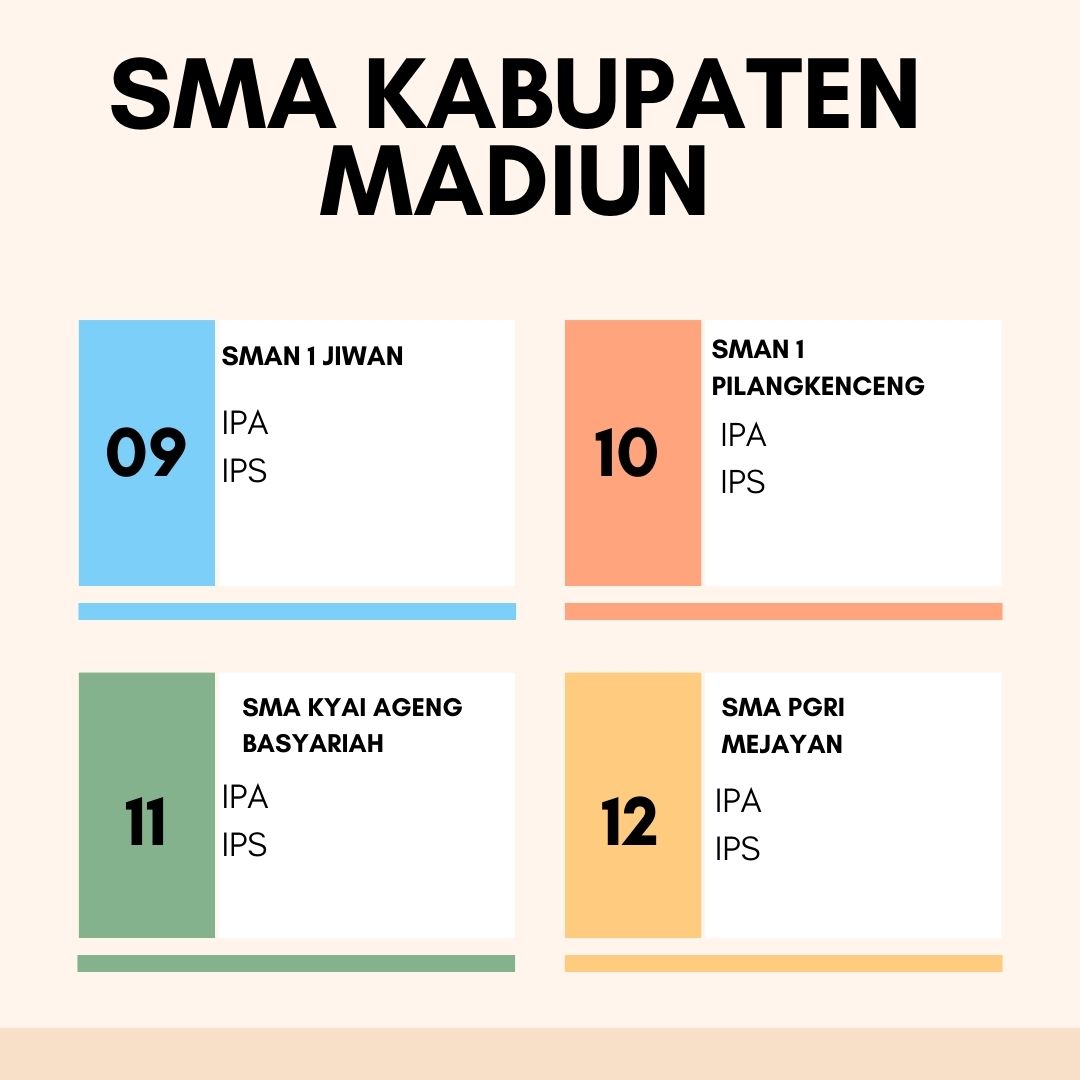 SMA KABUPATEN
MADIUN
09
SMAN 1 JIWAN
IPA
IPS
10
SMAN 1
PILANGKENCENG
IPA
IPS
11
SMA KYAI AGENG
BASYARIAH
IPA
IPS
12
SMA PGRI
MEJAYAN
IPA
IPS